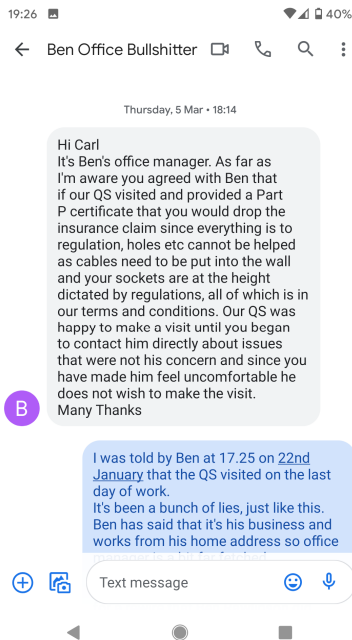 19:26
40%
Ben Office Bullshitter
Thursday, 5 Mar • 18:14
Hi Carl
It's Ben's office manager. As far as
I'm aware you agreed with Ben that
if our QS visited and provided a Part
P certificate that you would drop the
insurance claim since everything is to
regulation, holes etc cannot be helped
as cables need to be put into the wall
and your sockets are at the height
dictated by regulations, all of which is in
our terms and conditions. Our QS was
happy to make a visit until you began
to contact him directly about issues
that were not his concern and since you
have made him feel uncomfortable he
does not wish to make the visit.
Many Thanks
B
I was told by Ben at 17.25 on 22nd
January that the QS visited on the last
day of work.
It's been a bunch of lies, just like this.
Ben has said that it's his business and
works from his home address so office
Text message